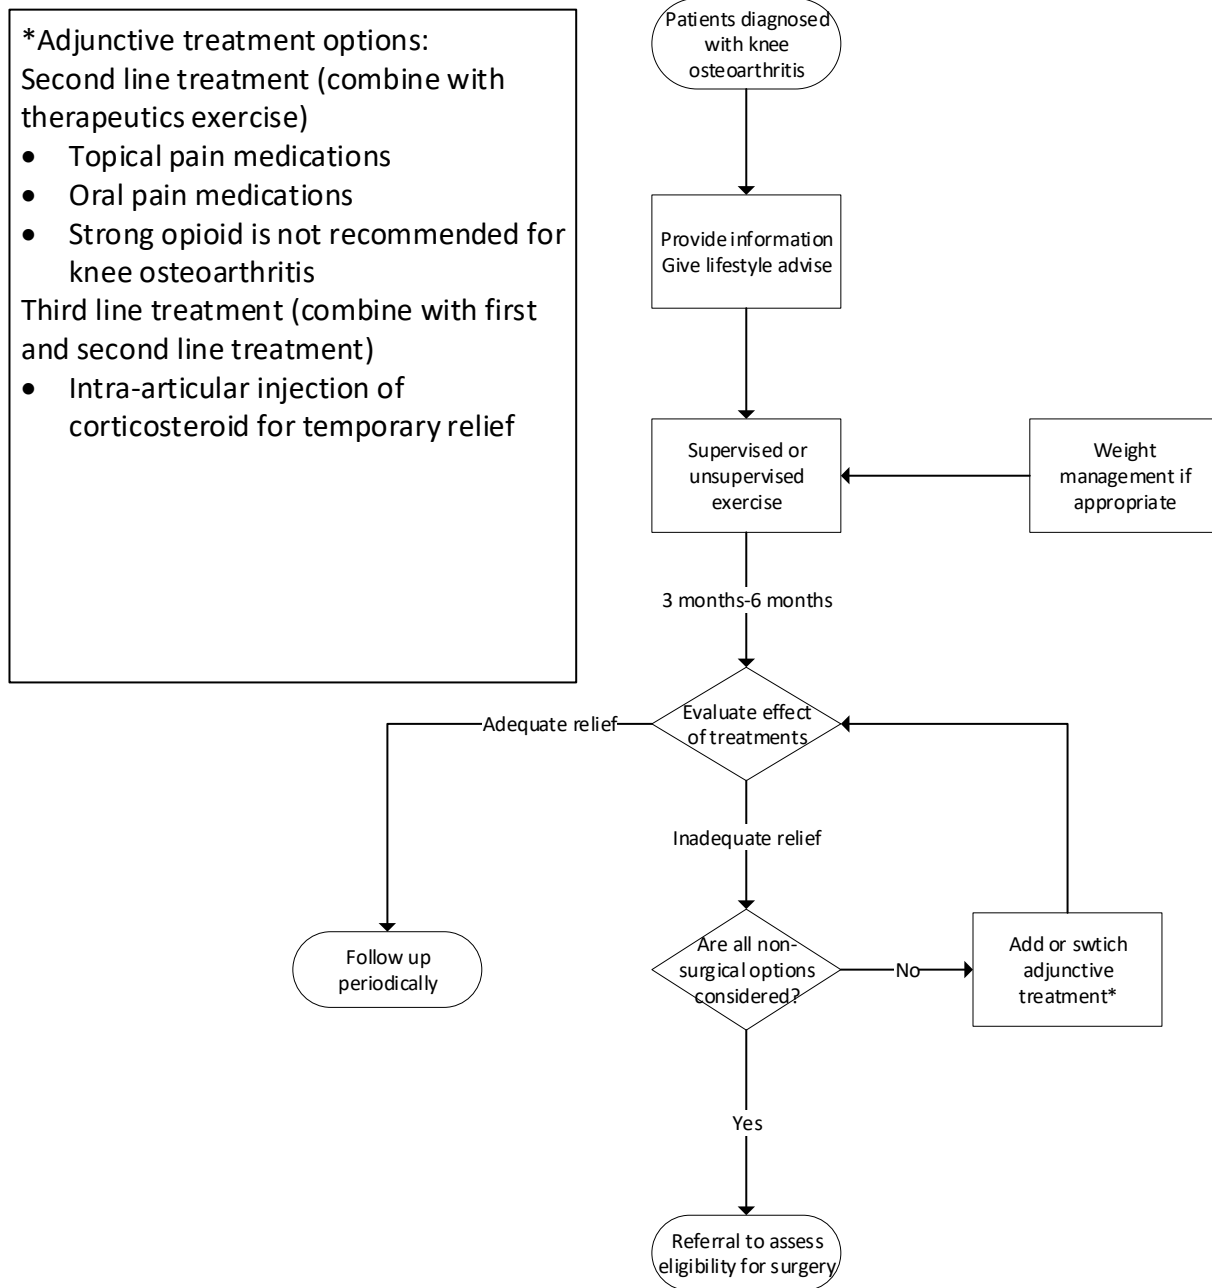 *Adjunctive treatment options:
Second line treatment (combine with
therapeutics exercise)
• Topical pain medications
• Oral pain medications
• Strong opioid is not recommended for
knee osteoarthritis
Third line treatment (combine with first
and second line treatment)
• Intra-articular injection of
corticosteroid for temporary relief
Patients diagnosed
with knee
osteoarthritis
Provide information
Give lifestyle advise
Supervised or
unsupervised
exercise
Weight
management if
appropriate
3 months-6 months
Evaluate effect
of treatments
Adequate relief
Inadequate relief
Follow up
periodically
Are all non-
surgical options
considered?
No
Add or swtich
adjunctive
treatment*
Yes
Referral to assess
eligibility for surgery